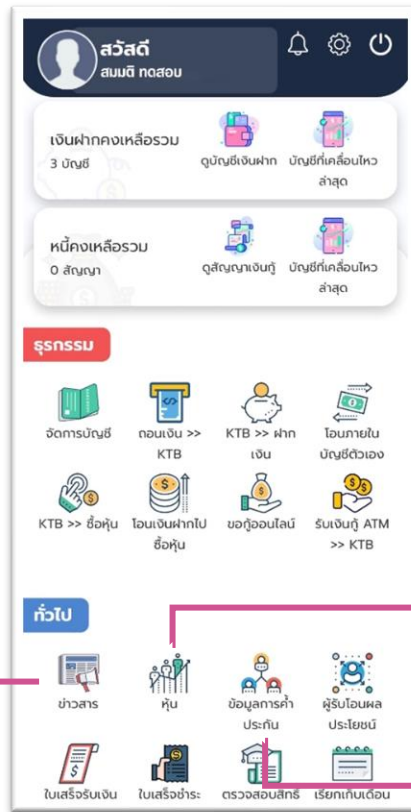 สวัสดี
สมมติ ทดสอบ
เงินฝากคงเหลือรวม
3 บัญชี
ดูบัญชีเงินฝาก
บัญชีที่เคลื่อนไหว
ล่าสุด
หนี้คงเหลือรวม
0 สัญญา
ดูสัญญาเงินกู้
บัญชีที่เคลื่อนไหว
ล่าสุด
ธุรกรรม
จัดการบัญชี
ถอนเงิน >>
KTB
KTB >> ฝาก
เงิน
โอนภายใน
บัญชีตัวเอง
KTB >> ซื้อหุ้น
โอนเงินฝากไป
ซื้อหุ้น
ขอกู้ออนไลน์
รับเงินกู้ ATM
>> KTB
ทั่วไป
ข่าวสาร
หุ้น
ข้อมูลการค้ำ
ประกัน
ผู้รับโอนผล
ประโยชน์
ใบเสร็จรับเงิน
ใบเสร็จชำระ
ตรวจสอบสิทธิ์
เรียกเก็บเดือน